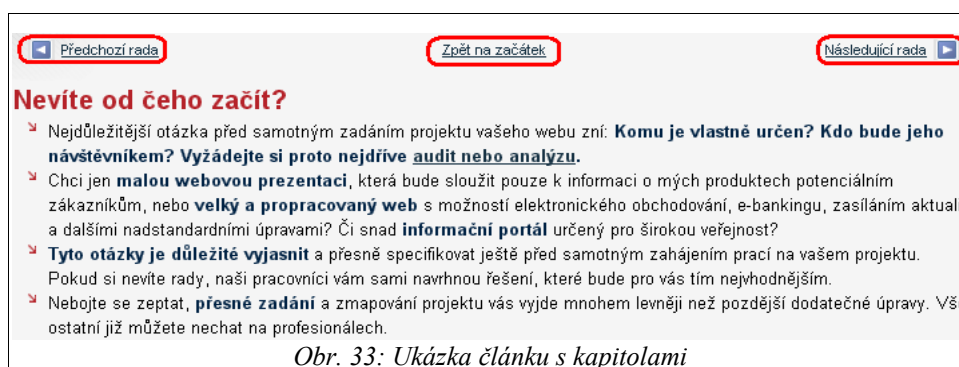 Předchozí rada Zpět na začátek Následující rada
Nevíte od čeho začít?
Nejdůležitější otázka před samotným zadáním projektu vašeho webu zní: Komu je vlastně určen? Kdo bude jeho
návštěvníkem? Vyžádejte si proto nejdříve audit nebo analýzu.
Chci jen malou webovou prezentaci, která bude sloužit pouze k informaci o mých produktech potenciálním
zákazníkům, nebo velký a propracovaný web s možností elektronického obchodování, e-bankingu, zasíláním
a dalšími nadstandardními úpravami? Či snad informační portál určený pro širokou veřejnost?
Tyto otázky je důležité vyjasnit a přesně specifikovat ještě před samotným zahájením prací na vašem projektu.
Pokud si nevíte rady, naši pracovníci vám sami navrhnou řešení, které bude pro vás tím nejvhodnějším.
Nebojte se zeptat, přesné zadání a zmapování projektu vás vyjde mnohem levněji než pozdější dodatečné úpravy.
ostatní již můžete nechat na profesionálech.
Obr. 33: Ukázka článku s kapitolami